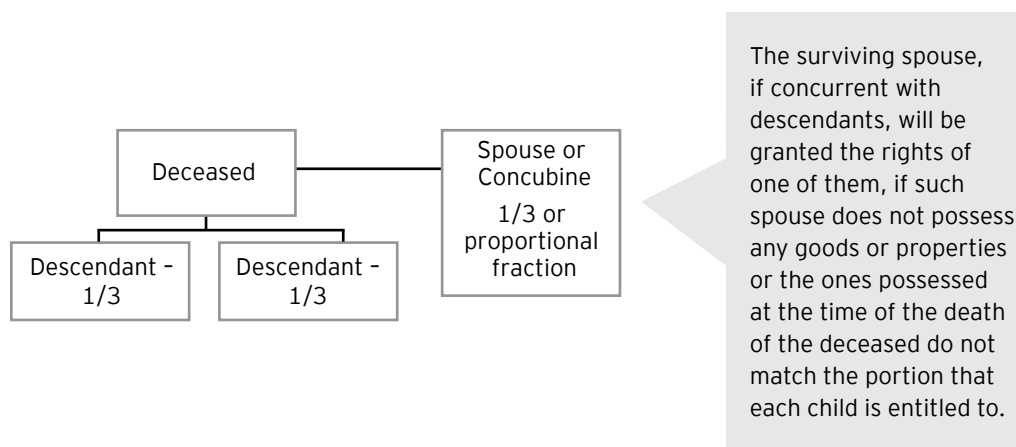 Deceased
Spouse or
Concubine
1/3 or
proportional
fraction
Descendant –
1/3
Descendant –
1/3
The surviving spouse,
if concurrent with
descendants, will be
granted the rights of
one of them, if such
spouse does not possess
any goods or properties
or the ones possessed
at the time of the death
of the deceased do not
match the portion that
each child is entitled to.